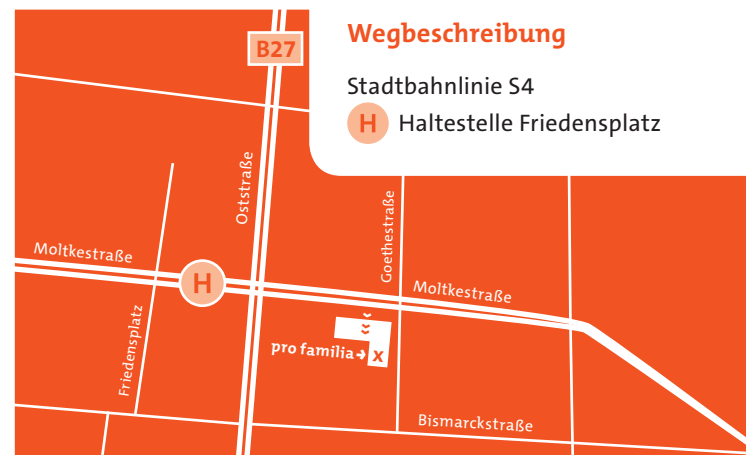 Wegbeschreibung
Stadtbahnlinie S4
H Haltestelle Friedensplatz
B27
Oststraße
Goethestraße
Moltkestraße
H
Moltkestraße
Friedensplatz
pro familia x
Bismarckstraße